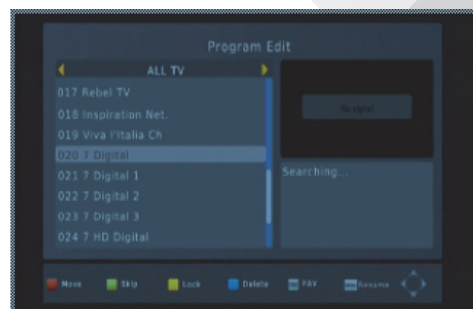 Program Edit
ALL TV
017 Rebel TV
018 Inspiration Net.
019 Viva l'Italia Ch
020 7 Digital
021 7 Digital 1
022 7 Digital 2
023 7 Digital 3
024 7 HD Digital
No signal
Searching...
Move Skip Lock Delete FAV Rename